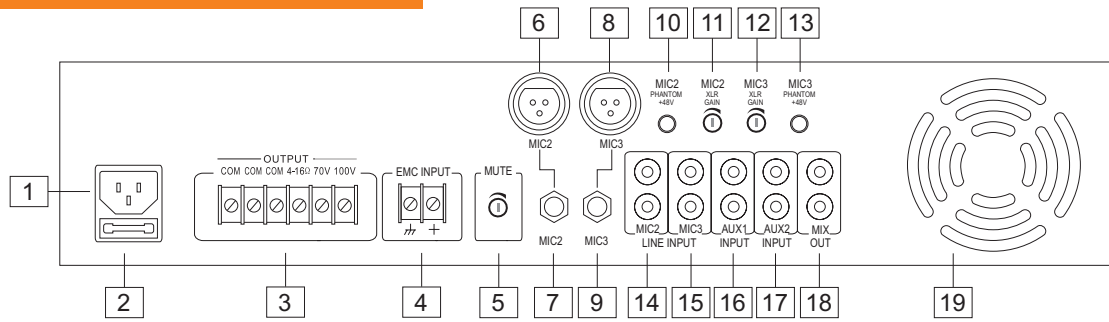 6 8 10 11 12 13
MIC2 MIC2 MIC3 MIC3
PHANTOM XLR XLR PHANTOM
+48V GAIN GAIN +48V
MIC2 MIC3
1
OUTPUT
COM COM COM 4-16Ω 70V 100V
EMC INPUT
+
MUTE
MIC2 MIC3
MIC2 MIC3 AUX1 AUX2 MIX
LINE INPUT INPUT INPUT OUT
2 3 4 5 7 9 14 15 16 17 18 19